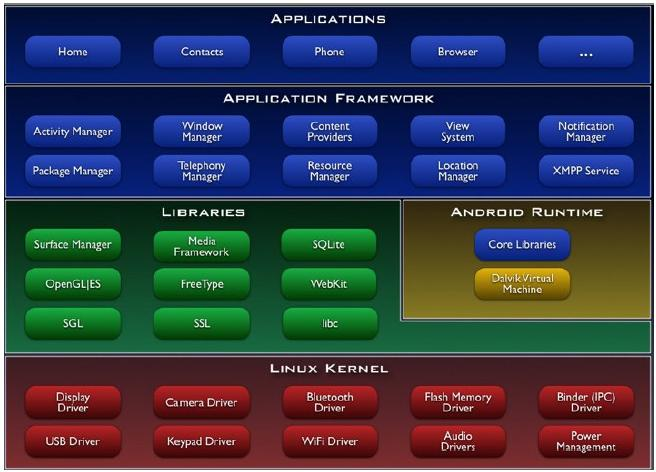 APPLICATIONS
Home
Contacts
Phone
Browser
...
APPLICATION FRAMEWORK
Activity Manager
Window
Manager
Content
Providers
View
System
Notification
Manager
Package Manager
Telephony
Manager
Resource
Manager
Location
Manager
XMPP Service
LIBRARIES
Surface Manager
Media
Framework
SQLite
OpenGL|ES
FreeType
WebKit
SGL
SSL
libc
ANDROID RUNTIME
Core Libraries
Dalvik Virtual
Machine
LINUX KERNEL
Display
Driver
Camera Driver
Bluetooth
Driver
Flash Memory
Driver
Binder (IPC)
Driver
USB Driver
Keypad Driver
WiFi Driver
Audio
Drivers
Power
Management